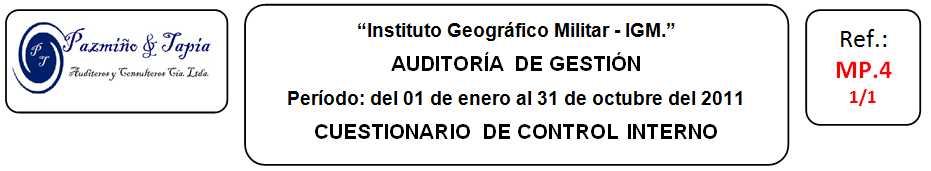 Pazmiño & Tapia
P
T
Auditores y Consultores Cía. Ltda.
“Instituto Geográfico Militar - IGM.”
AUDITORÍA DE GESTIÓN
Período: del 01 de enero al 31 de octubre del 2011
CUESTIONARIO DE CONTROL INTERNO
Ref.:
MP.4
1/1